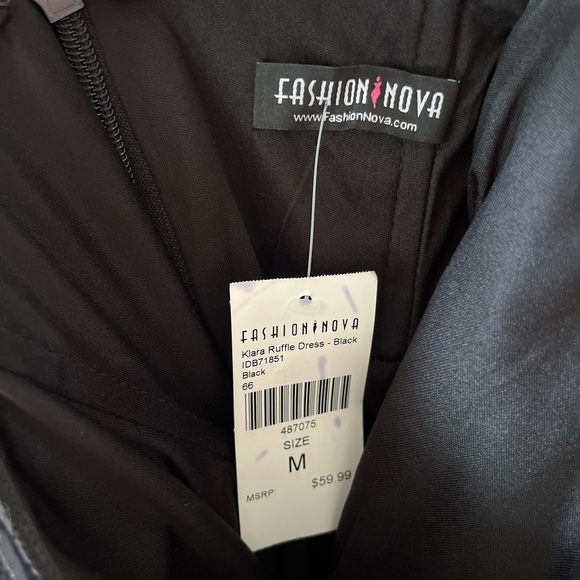 FASHION NOVA
www.FashionNova.com
FASHION NOVA
Klara Ruffle Dress - Black
IDB71851
Black
66
487075
SIZE
M
MSRP: $59.99